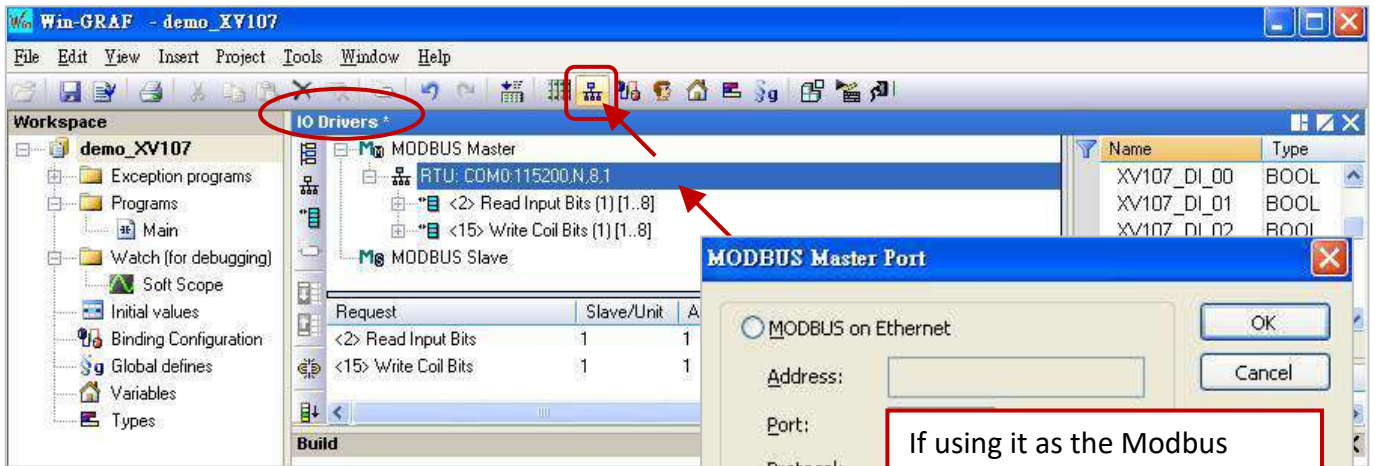 Win-GRAF - demo_XV107
File Edit View Insert Project Tools Window Help
Workspace
demo_XV107
Exception programs
Programs
Main
Watch (for debugging)
Soft Scope
Initial values
Binding Configuration
Global defines
Variables
Types
IO Drivers *
MODBUS Master
RTU: COM0:115200,N,8,1
<2> Read Input Bits (1) [1..8]
<15> Write Coil Bits (1) [1..8]
MODBUS Slave
Request Slave/Unit A
<2> Read Input Bits 1 1
<15> Write Coil Bits 1 1
Build
Name Type
XV107_DI_00 BOOL
XV107_DI_01 BOOL
XV107_DI_02 BOOL
MODBUS Master Port
MODBUS on Ethernet
Address:
Port:
Protocol:
OK
Cancel
If using it as the Modbus